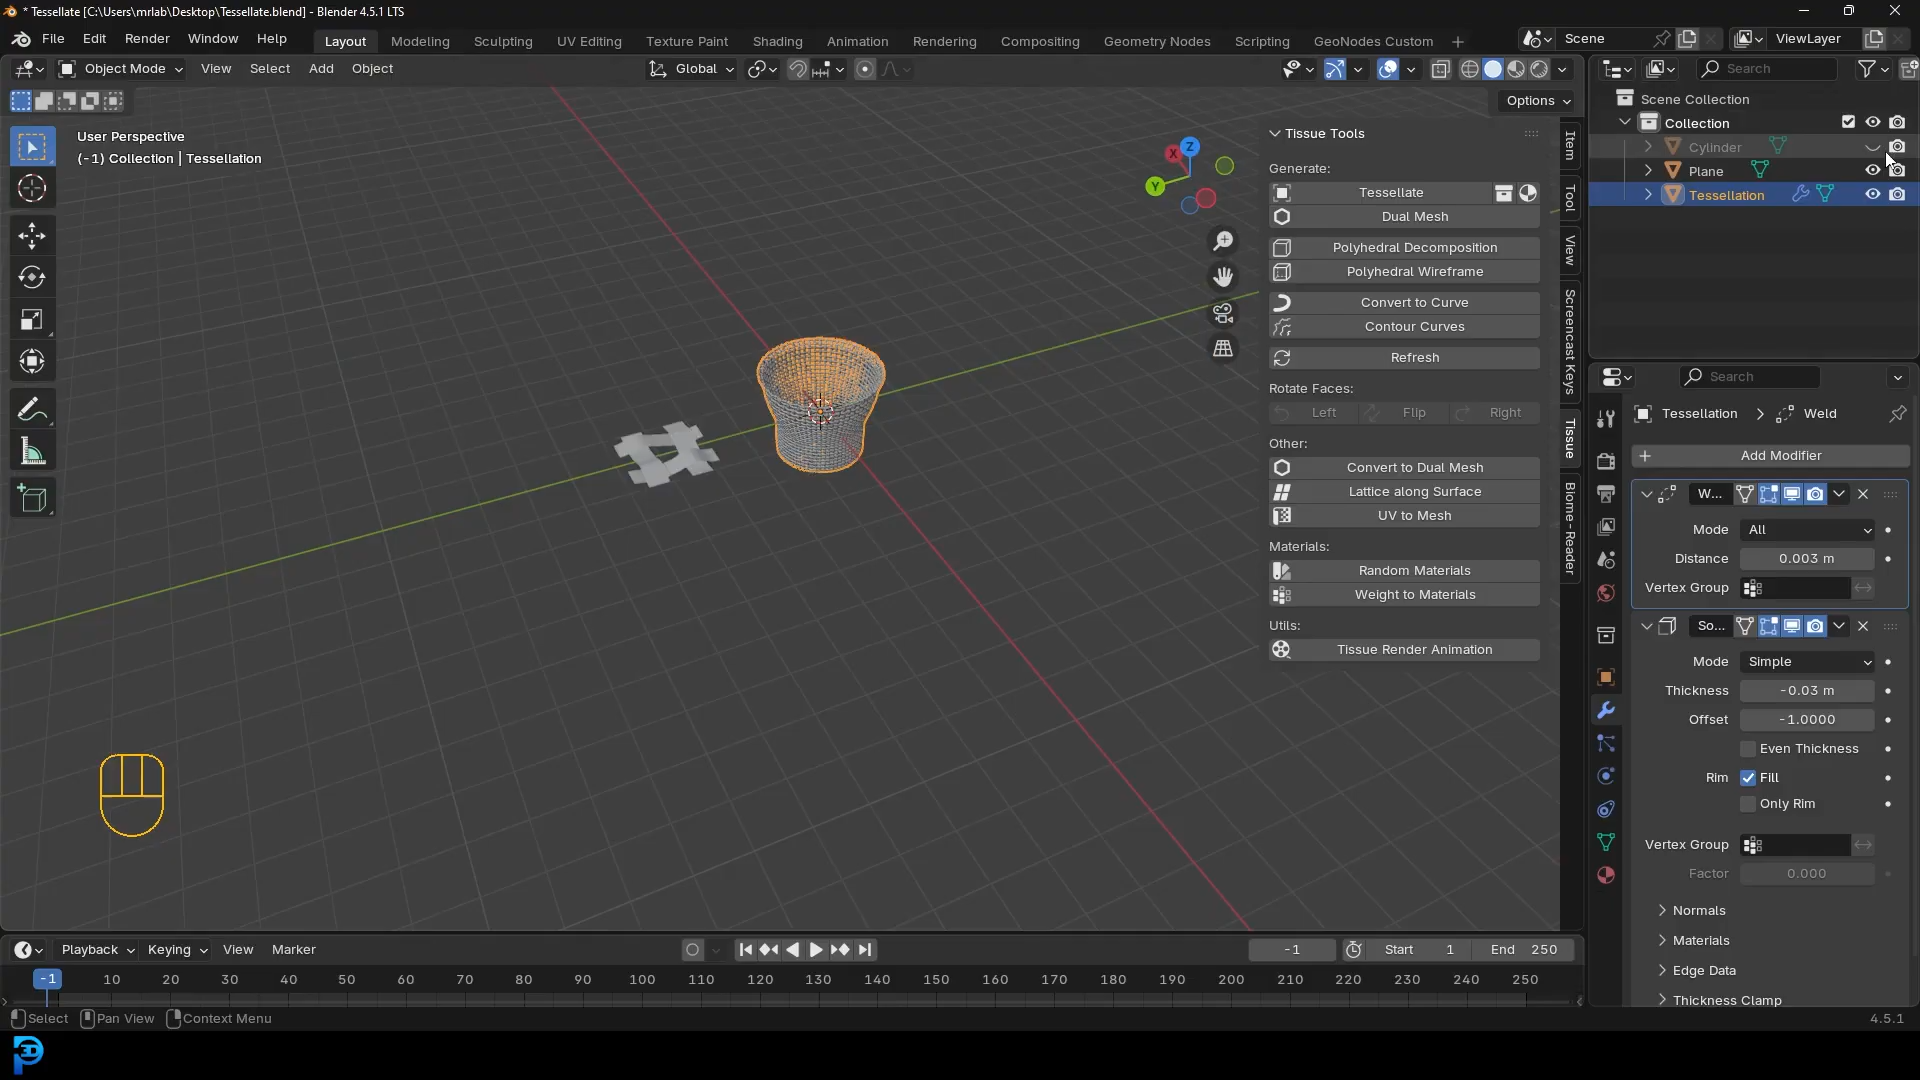 * Tessellate [C:\Users\mrlab\Desktop\Tessellate.blend] - Blender 4.5.1 LTS
File Edit Render Window Help Layout Modeling Sculpting UV Editing Texture Paint Shading Animation Rendering Compositing Geometry Nodes Scripting GeoNodes Custom + Scene ViewLayer
Object Mode View Select Add Object Global Search
Options
User Perspective
(-1) Collection | Tessellation
X Y Z
Tissue Tools
Generate:
Tessellate
Dual Mesh
Polyhedral Decomposition
Polyhedral Wireframe
Convert to Curve
Contour Curves
Refresh
Rotate Faces:
Left Flip Right
Other:
Convert to Dual Mesh
Lattice along Surface
UV to Mesh
Materials:
Random Materials
Weight to Materials
Utils:
Tissue Render Animation
Item
Tool
View
Screencast Keys
Tissue
Biome-Reader
Scene Collection
Collection
Cylinder
Plane
Tessellation
Search
Tessellation > Weld
+ Add Modifier
W...
Mode All
Distance 0.003 m
Vertex Group
So...
Mode Simple
Thickness -0.03 m
Offset -1.0000
Even Thickness
Rim Fill
Only Rim
Vertex Group
Factor 0.000
Normals
Materials
Edge Data
Thickness Clamp
Playback Keying View Marker -1 Start 1 End 250
-1 10 20 30 40 50 60 70 80 90 100 110 120 130 140 150 160 170 180 190 200 210 220 230 240 250
Select Pan View Context Menu 4.5.1